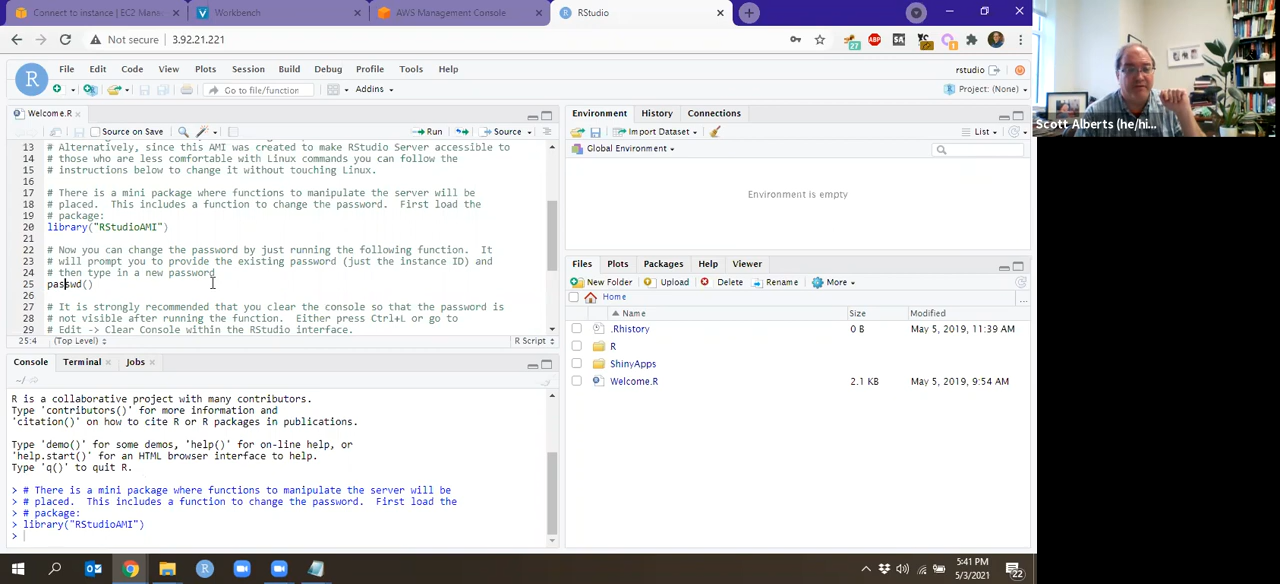 Connect to instance | EC2 Mana
Workbench
AWS Management Console
RStudio
Not secure
3.92.21.221
R
File
Edit
Code
View
Plots
Session
Build
Debug
Profile
Tools
Help
rstudio
Go to file/function
Addins
Project: (None)
Welcome.R
Source on Save
Run
Source
13 # Alternatively, since this AMI was created to make RStudio Server accessible to
14 # those who are less comfortable with Linux commands you can follow the
15 # instructions below to change it without touching Linux.
16
17 # There is a mini package where functions to manipulate the server will be
18 # placed.  This includes a function to change the password.  First load the
19 # package:
20 library("RStudioAMI")
21
22 # Now you can change the password by just running the following function.  It
23 # will prompt you to provide the existing password (just the instance ID) and
24 # then type in a new password
25 passwd()
26
27 # It is strongly recommended that you clear the console so that the password is
28 # not visible after running the function.  Either press Ctrl+L or go to
29 # Edit -> Clear Console within the RStudio interface.
25:4
(Top Level)
R Script
Console
Terminal
Jobs
~/
R is a collaborative project with many contributors.
Type 'contributors()' for more information and
'citation()' on how to cite R or R packages in publications.
Type 'demo()' for some demos, 'help()' for on-line help, or
'help.start()' for an HTML browser interface to help.
Type 'q()' to quit R.
> # There is a mini package where functions to manipulate the server will be
> # placed.  This includes a function to change the password.  First load the
> # package:
> library("RStudioAMI")
>
Environment
History
Connections
Import Dataset
List
Global Environment
Environment is empty
Files
Plots
Packages
Help
Viewer
New Folder
Upload
Delete
Rename
More
Home
...
Name
Size
Modified
.Rhistory
0 B
May 5, 2019, 11:39 AM
R
ShinyApps
Welcome.R
2.1 KB
May 5, 2019, 9:54 AM
Scott Alberts (he/hi...
5:41 PM
5/3/2021
22
27
ABP
1